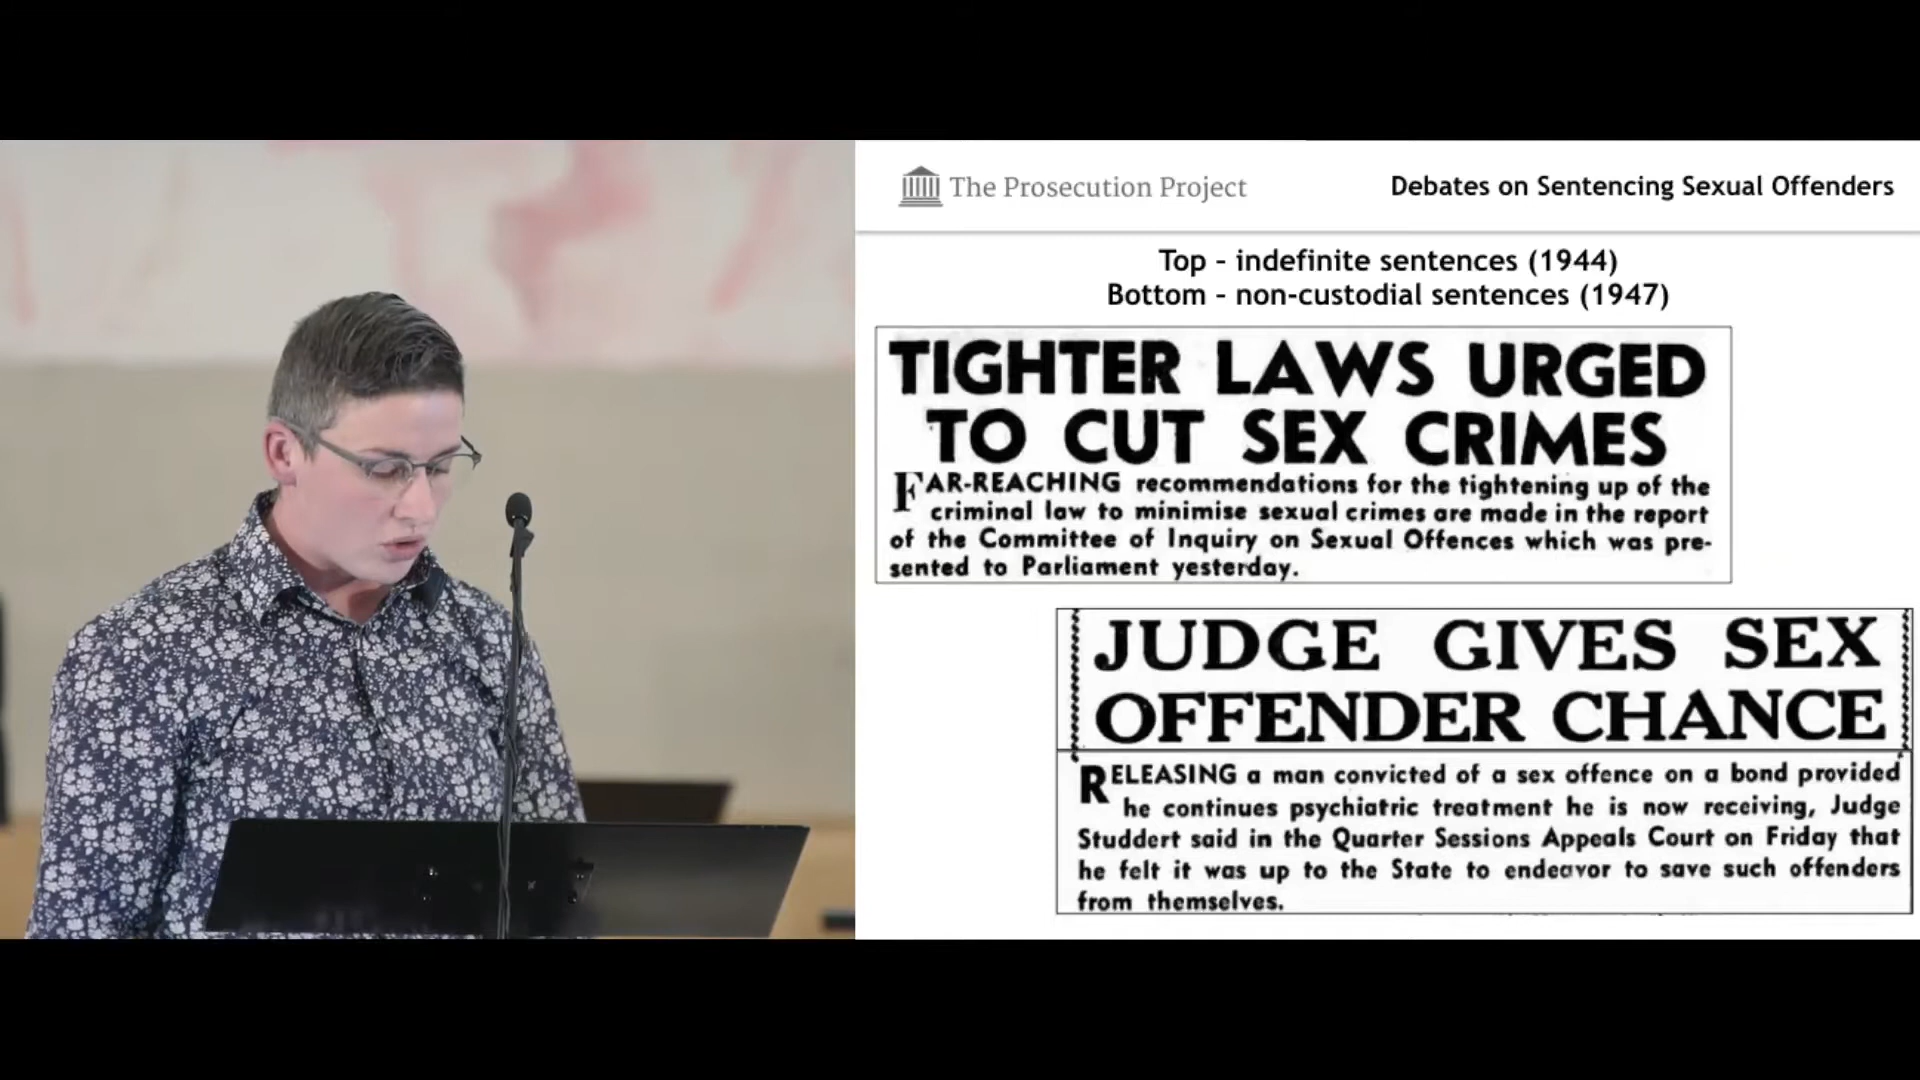 The Prosecution Project
Debates on Sentencing Sexual Offenders
Top - indefinite sentences (1944)
Bottom - non-custodial sentences (1947)
TIGHTER LAWS URGED
TO CUT SEX CRIMES
FAR-REACHING recommendations for the tightening up of the
criminal law to minimise sexual crimes are made in the report
of the Committee of Inquiry on Sexual Offences which was pre-
sented to Parliament yesterday.
JUDGE GIVES SEX
OFFENDER CHANCE
RELEASING a man convicted of a sex offence on a bond provided
he continues psychiatric treatment he is now receiving, Judge
Studdert said in the Quarter Sessions Appeals Court on Friday that
he felt it was up to the State to endeavor to save such offenders
from themselves.